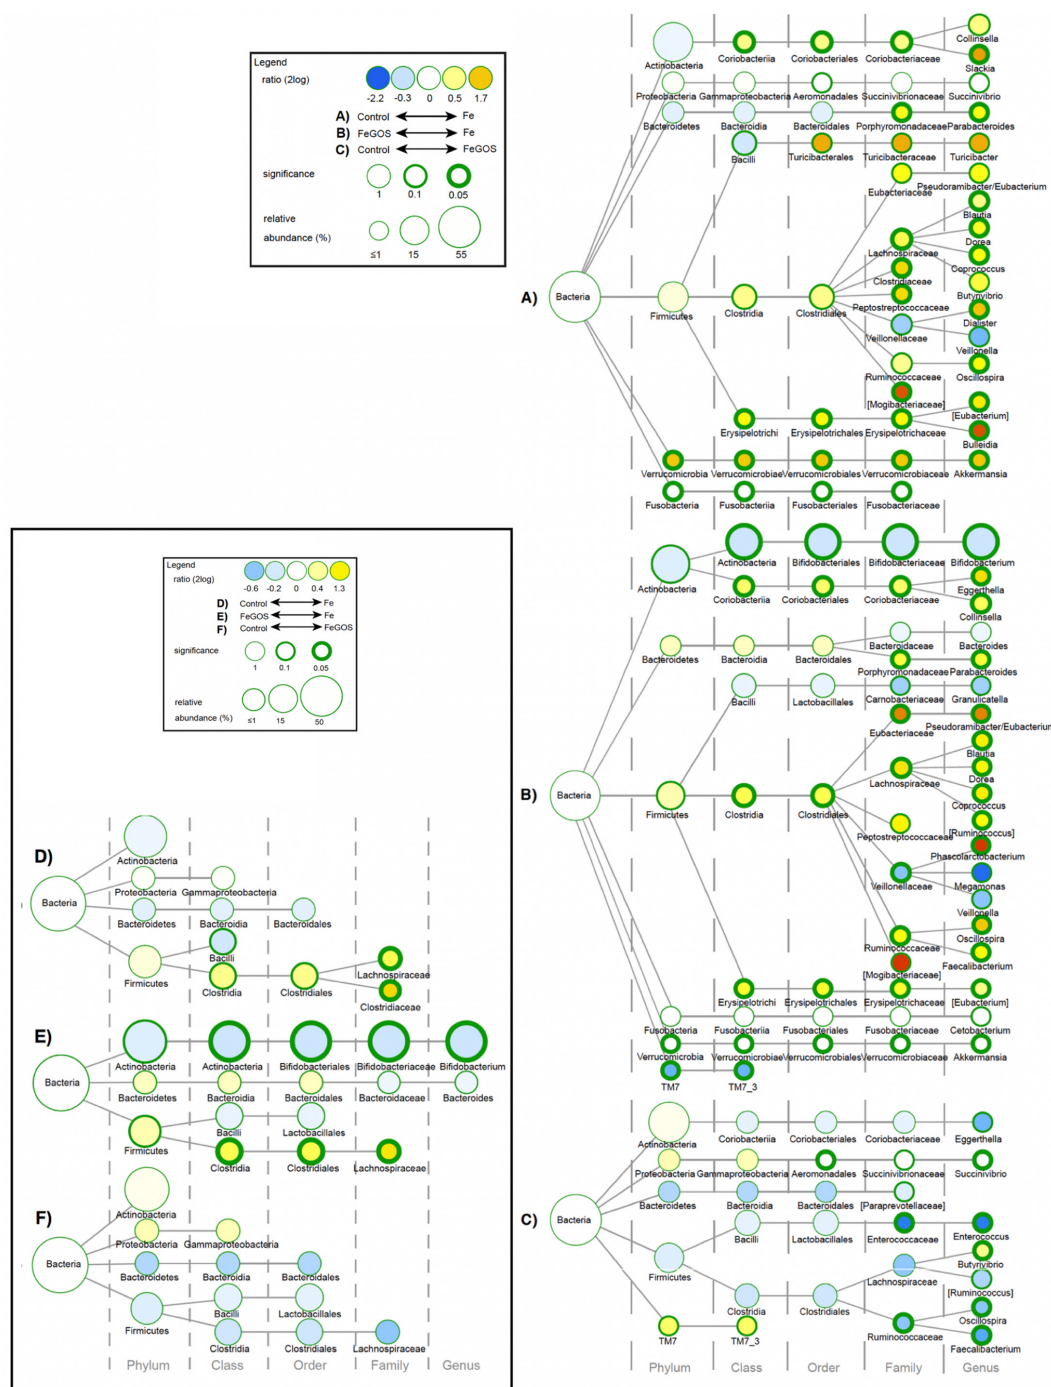 Legend
ratio (2log)
-2.2 -0.3 0 0.5 1.7
A) Control Fe
B) FeGOS Fe
C) Control FeGOS
significance
1 0.1 0.05
relative
abundance (%)
≤1 15 55
A)
Bacteria
Actinobacteria Coriobacteriia Coriobacteriales Coriobacteriaceae Collinsella
Slackia
Proteobacteria Gammaproteobacteria Aeromonadales Succinivibrionaceae Succinivibrio
Bacteroidetes Bacteroidia Bacteroidales Porphyromonadaceae Parabacteroides
Bacilli Turicibacterales Turicibacteraceae Turicibacter
Eubacteriaceae Pseudoramibacter/Eubacterium
Blautia
Lachnospiraceae Dorea
Clostridiaceae Coprococcus
Peptostreptococcaceae Butyrivibrio
Firmicutes Clostridia Clostridiales
Veillonellaceae Dialister
Veillonella
Ruminococcaceae Oscillospira
[Mogibacteriaceae] [Eubacterium]
Erysipelotrichi Erysipelotrichales Erysipelotrichaceae Bulleidia
Verrucomicrobia Verrucomicrobiae Verrucomicrobiales Verrucomicrobiaceae Akkermansia
Fusobacteria Fusobacteriia Fusobacteriales Fusobacteriaceae
B)
Bacteria
Actinobacteria Actinobacteria Bifidobacteriales Bifidobacteriaceae Bifidobacterium
Eggerthella
Coriobacteriia Coriobacteriales Coriobacteriaceae Collinsella
Bacteroidetes Bacteroidia Bacteroidales Bacteroidaceae Bacteroides
Porphyromonadaceae Parabacteroides
Bacilli Lactobacillales Carnobacteriaceae Granulicatella
Eubacteriaceae Pseudoramibacter/Eubacterium
Blautia
Lachnospiraceae Dorea
Firmicutes Clostridia Clostridiales Coprococcus
Peptostreptococcaceae [Ruminococcus]
Phascolarctobacterium
Veillonellaceae Megamonas
Veillonella
Ruminococcaceae Oscillospira
[Mogibacteriaceae] Faecalibacterium
Erysipelotrichi Erysipelotrichales Erysipelotrichaceae [Eubacterium]
Fusobacteria Fusobacteriia Fusobacteriales Fusobacteriaceae Cetobacterium
Verrucomicrobia Verrucomicrobiae Verrucomicrobiales Verrucomicrobiaceae Akkermansia
TM7 TM7_3
C)
Bacteria
Actinobacteria Coriobacteriia Coriobacteriales Coriobacteriaceae Eggerthella
Proteobacteria Gammaproteobacteria Aeromonadales Succinivibrionaceae Succinivibrio
Bacteroidetes Bacteroidia Bacteroidales [Paraprevotellaceae]
Bacilli Lactobacillales Enterococcaceae Enterococcus
Firmicutes Lachnospiraceae Butyrivibrio
[Ruminococcus]
Clostridia Clostridiales Oscillospira
TM7 TM7_3 Ruminococcaceae Faecalibacterium
Phylum Class Order Family Genus
Legend
ratio (2log)
-0.6 -0.2 0 0.4 1.3
D) Control Fe
E) FeGOS Fe
F) Control FeGOS
significance
1 0.1 0.05
relative
abundance (%)
≤1 15 50
D)
Bacteria
Actinobacteria
Proteobacteria Gammaproteobacteria
Bacteroidetes Bacteroidia Bacteroidales
Bacilli
Firmicutes Clostridia Clostridiales Lachnospiraceae
Clostridiaceae
E)
Bacteria
Actinobacteria Actinobacteria Bifidobacteriales Bifidobacteriaceae Bifidobacterium
Bacteroidetes Bacteroidia Bacteroidales Bacteroidaceae Bacteroides
Bacilli Lactobacillales
Firmicutes Clostridia Clostridiales Lachnospiraceae
F)
Bacteria
Actinobacteria
Proteobacteria Gammaproteobacteria
Bacteroidetes Bacteroidia Bacteroidales
Bacilli Lactobacillales
Firmicutes Clostridia Clostridiales Lachnospiraceae
Phylum Class Order Family Genus